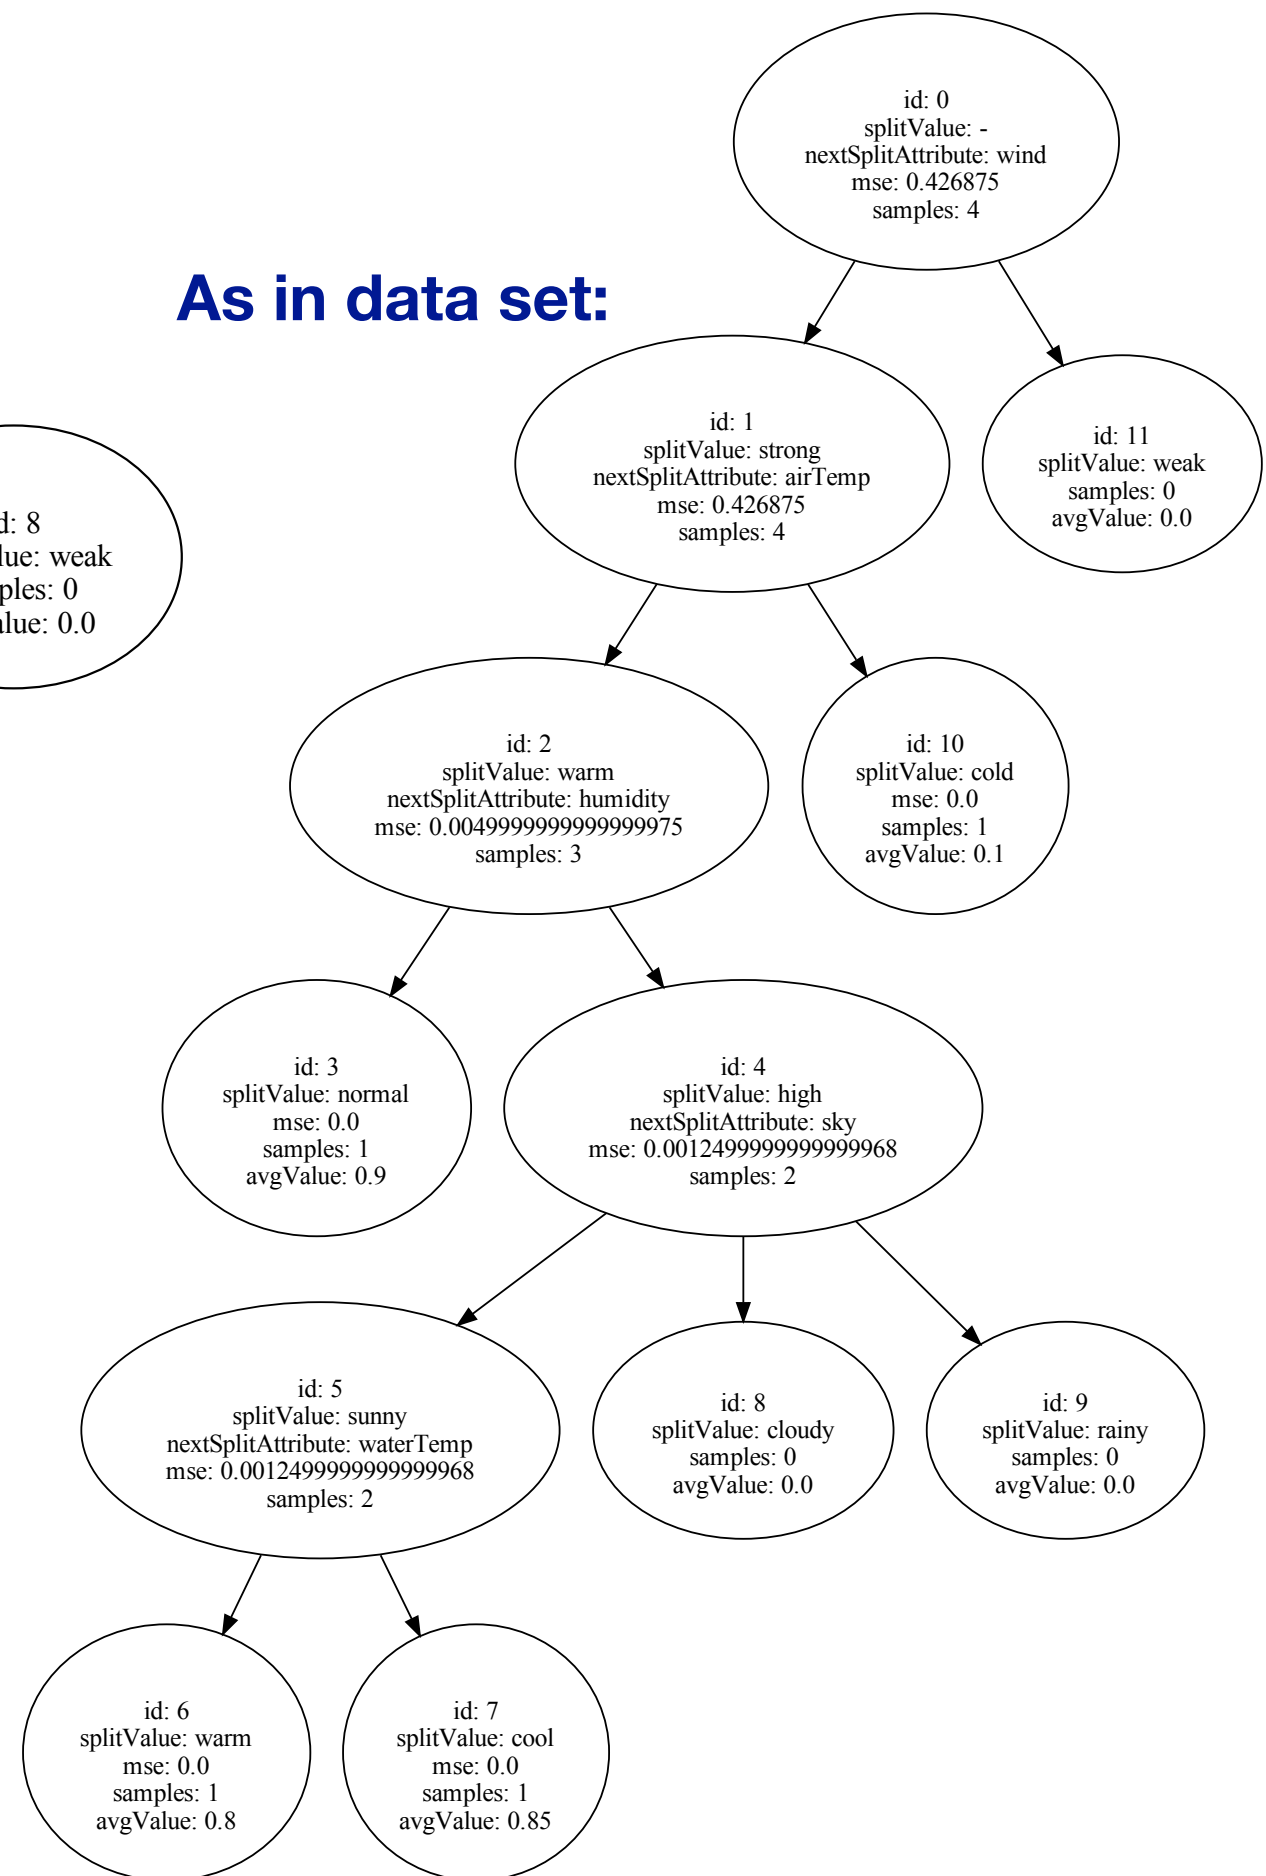 id: 0
splitValue: -
nextSplitAttribute: wind
mse: 0.426875
samples: 4
As in data set:
id: 1
splitValue: strong
nextSplitAttribute: airTemp
mse: 0.426875
samples: 4
id: 11
splitValue: weak
samples: 0
avgValue: 0.0
d: 8
lue: weak
ples: 0
alue: 0.0
id: 2
splitValue: warm
nextSplitAttribute: humidity
mse: 0.0049999999999999975
samples: 3
id: 10
splitValue: cold
mse: 0.0
samples: 1
avgValue: 0.1
id: 3
splitValue: normal
mse: 0.0
samples: 1
avgValue: 0.9
id: 4
splitValue: high
nextSplitAttribute: sky
mse: 0.0012499999999999968
samples: 2
id: 5
splitValue: sunny
nextSplitAttribute: waterTemp
mse: 0.0012499999999999968
samples: 2
id: 8
splitValue: cloudy
samples: 0
avgValue: 0.0
id: 9
splitValue: rainy
samples: 0
avgValue: 0.0
id: 6
splitValue: warm
mse: 0.0
samples: 1
avgValue: 0.8
id: 7
splitValue: cool
mse: 0.0
samples: 1
avgValue: 0.85